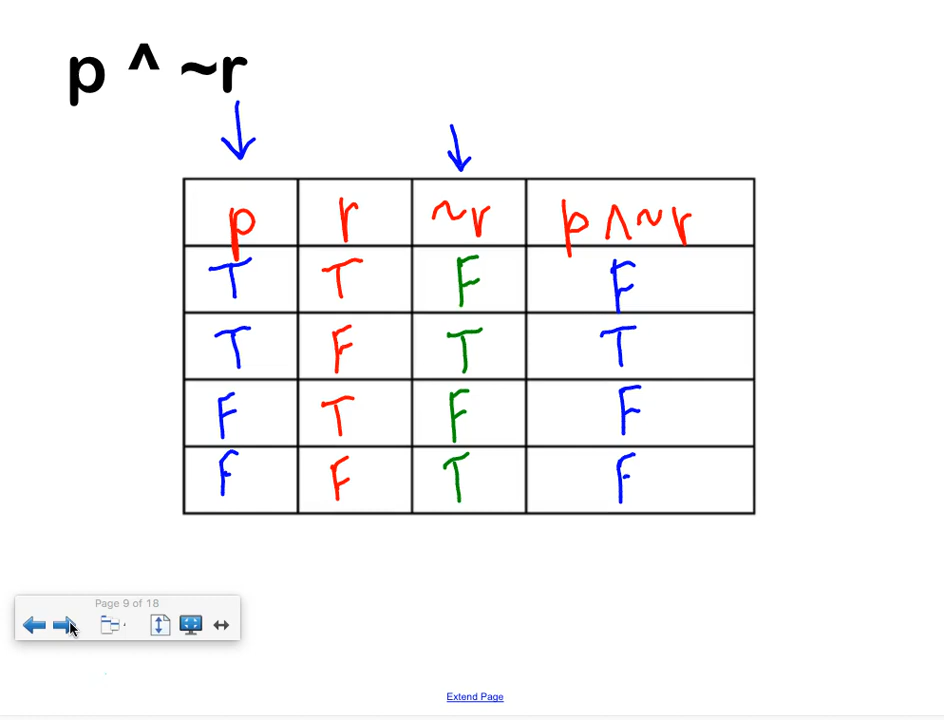 p ^ ~r
p r ~r p ∧ ~r
T T F F
T F T T
F T F F
F F T F
Page 9 of 18
Extend Page